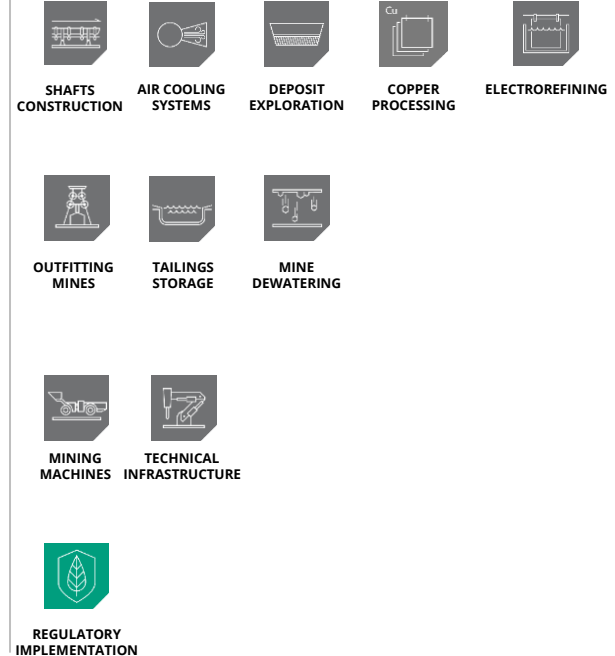 Cu
SHAFTS
CONSTRUCTION
AIR COOLING
SYSTEMS
DEPOSIT
EXPLORATION
COPPER
PROCESSING
ELECTROREFINING
OUTFITTING
MINES
TAILINGS
STORAGE
MINE
DEWATERING
MINING
MACHINES
TECHNICAL
INFRASTRUCTURE
REGULATORY
IMPLEMENTATION